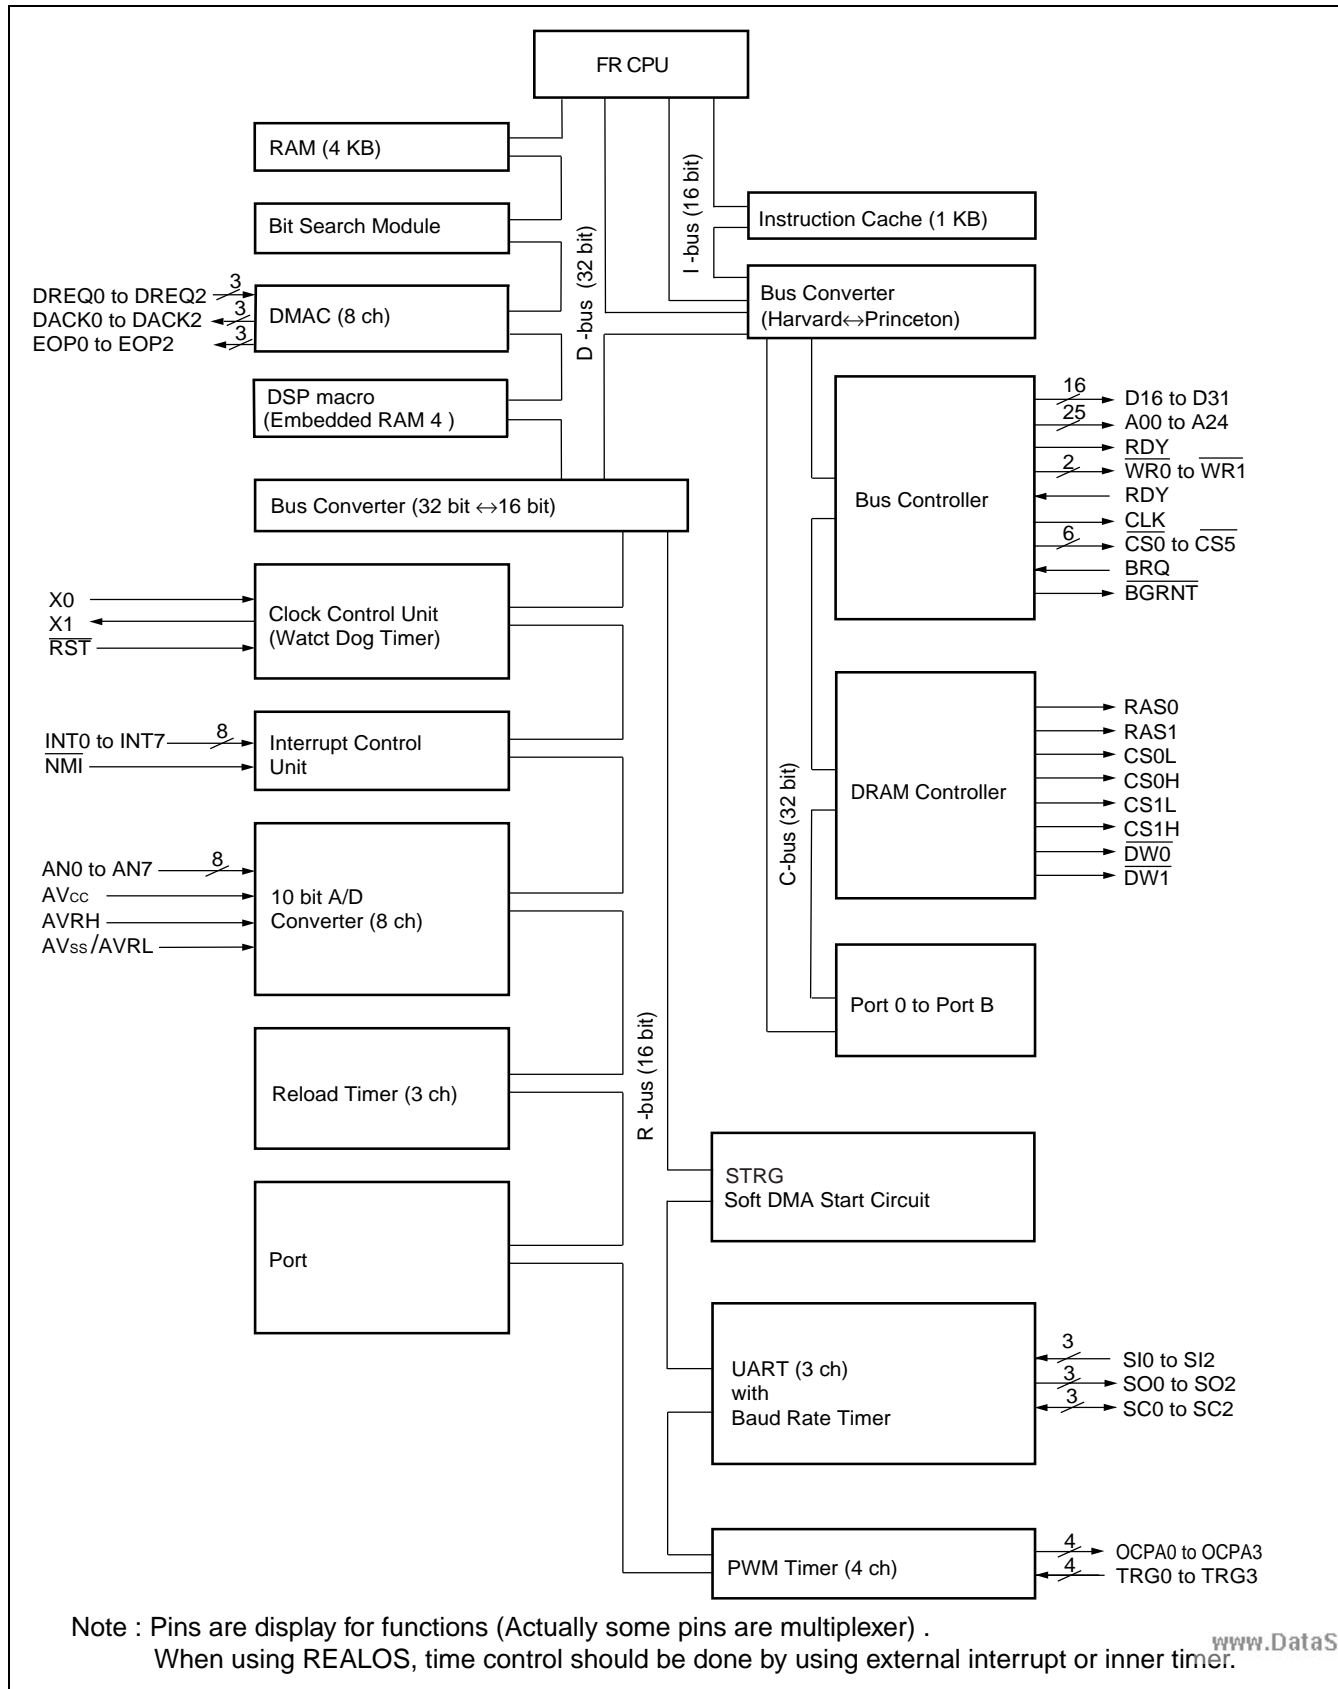 FR CPU
RAM (4 KB)
Bit Search Module
DREQ0 to DREQ2
3
DACK0 to DACK2
3
EOP0 to EOP2
3
DMAC (8 ch)
DSP macro
(Embedded RAM 4 )
D -bus (32 bit)
I -bus (16 bit)
Instruction Cache (1 KB)
Bus Converter
(Harvard↔Princeton)
Bus Converter (32 bit ↔16 bit)
Bus Controller
16
D16 to D31
25
A00 to A24
RDY
2
WR0 to WR1
RDY
CLK
6
CS0 to CS5
BRQ
BGRNT
X0
X1
RST
Clock Control Unit
(Watct Dog Timer)
INT0 to INT7
8
NMI
Interrupt Control
Unit
C-bus (32 bit)
DRAM Controller
RAS0
RAS1
CS0L
CS0H
CS1L
CS1H
DW0
DW1
AN0 to AN7
8
AVCC
AVRH
AVSS/AVRL
10 bit A/D
Converter (8 ch)
Port 0 to Port B
Reload Timer (3 ch)
R -bus (16 bit)
STRG
Soft DMA Start Circuit
Port
UART (3 ch)
with
Baud Rate Timer
3
SI0 to SI2
3
SO0 to SO2
3
SC0 to SC2
PWM Timer (4 ch)
4
OCPA0 to OCPA3
4
TRG0 to TRG3
Note : Pins are display for functions (Actually some pins are multiplexer) .
When using REALOS, time control should be done by using external interrupt or inner timer.
www.DataS